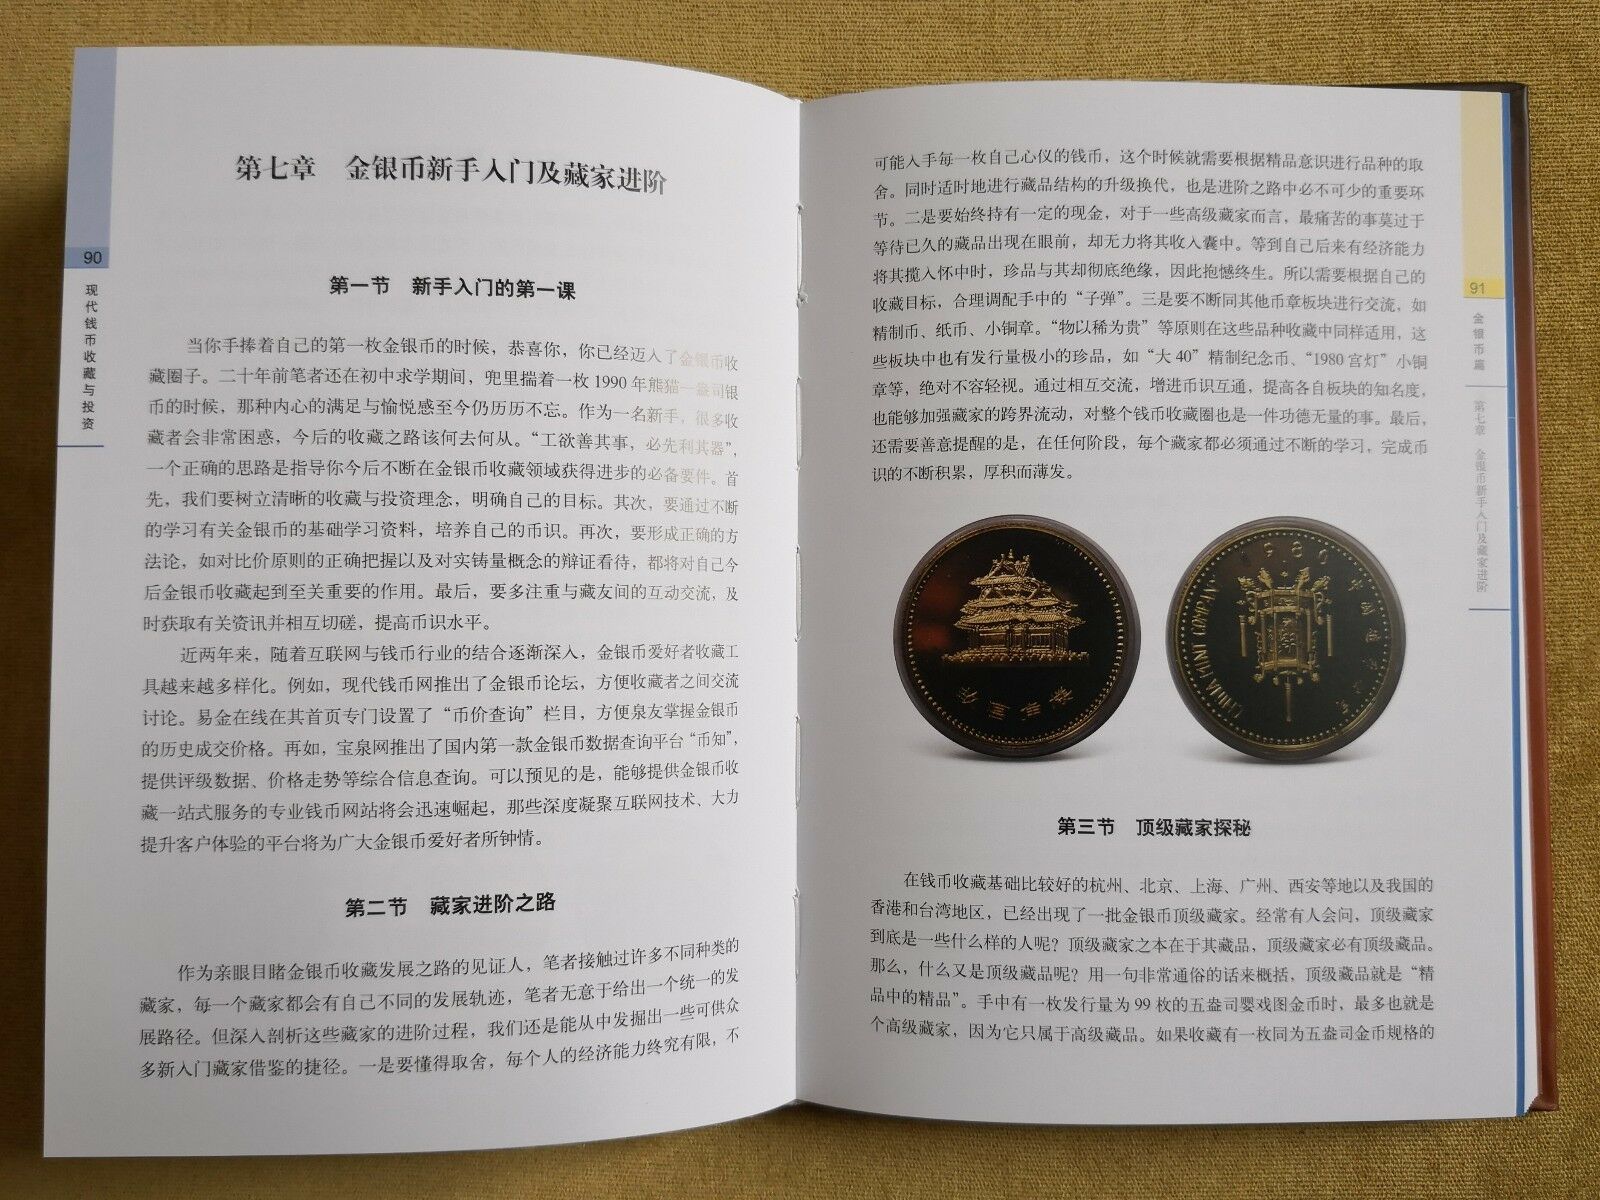 90
现代钱币收藏与投资
第七章 金银币新手入门及藏家进阶
第一节 新手入门的第一课
当你手捧着自己的第一枚金银币的时候，恭喜你，你已经迈入了金银币收
藏圈子。二十年前笔者还在初中求学期间，兜里揣着一枚 1990 年熊猫一盎司银
币的时候，那种内心的满足与愉悦感至今仍历历不忘。作为一名新手，很多收
藏者会非常困惑，今后的收藏之路该何去何从。“工欲善其事，必先利其器”，
一个正确的思路是指导你今后不断在金银币收藏领域获得进步的必备要件。首
先，我们要树立清晰的收藏与投资理念，明确自己的目标。其次，要通过不断
的学习有关金银币的基础学习资料，培养自己的币识。再次，要形成正确的方
法论，如对比价原则的正确把握以及对实铸量概念的辩证看待，都将对自己今
后金银币收藏起到至关重要的作用。最后，要多注重与藏友间的互动交流，及
时获取有关资讯并相互切磋，提高币识水平。
近两年来，随着互联网与钱币行业的结合逐渐深入，金银币爱好者收藏工
具越来越多样化。例如，现代钱币网推出了金银币论坛，方便收藏者之间交流
讨论。易金在线在其首页专门设置了“币价查询”栏目，方便泉友掌握金银币
的历史成交价格。再如，宝泉网推出了国内第一款金银币数据查询平台“币知”，
提供评级数据、价格走势等综合信息查询。可以预见的是，能够提供金银币收
藏一站式服务的专业钱币网站将会迅速崛起，那些深度凝聚互联网技术、大力
提升客户体验的平台将为广大金银币爱好者所钟情。
第二节 藏家进阶之路
作为亲眼目睹金银币收藏发展之路的见证人，笔者接触过许多不同种类的
藏家，每一个藏家都会有自己不同的发展轨迹，笔者无意于给出一个统一的发
展路径。但深入剖析这些藏家的进阶过程，我们还是能从中发掘出一些可供众
多新入门藏家借鉴的捷径。一是要懂得取舍，每个人的经济能力终究有限，不
可能入手每一枚自己心仪的钱币，这个时候就需要根据精品意识进行品种的取
舍。同时适时地进行藏品结构的升级换代，也是进阶之路中必不可少的重要环
节。二是要始终持有一定的现金，对于一些高级藏家而言，最痛苦的事莫过于
等待已久的藏品出现在眼前，却无力将其收入囊中。等到自己后来有经济能力
将其揽入怀中时，珍品与其却彻底绝缘，因此抱憾终生。所以需要根据自己的
收藏目标，合理调配手中的“子弹”。三是要不断同其他币章板块进行交流，如
精制币、纸币、小铜章。“物以稀为贵”等原则在这些品种收藏中同样适用，这
些板块中也有发行量极小的珍品，如“大 40”精制纪念币、“1980 宫灯”小铜
章等，绝对不容轻视。通过相互交流，增进币识互通，提高各自板块的知名度，
也能够加强藏家的跨界流动，对整个钱币收藏圈也是一件功德无量的事。最后，
还需要善意提醒的是，在任何阶段，每个藏家都必须通过不断的学习，完成币
识的不断积累，厚积而薄发。
1980
CHINA MINT COMPANY
第三节 顶级藏家探秘
在钱币收藏基础比较好的杭州、北京、上海、广州、西安等地以及我国的
香港和台湾地区，已经出现了一批金银币顶级藏家。经常有人会问，顶级藏家
到底是一些什么样的人呢？顶级藏家之本在于其藏品，顶级藏家必有顶级藏品。
那么，什么又是顶级藏品呢？用一句非常通俗的话来概括，顶级藏品就是“精
品中的精品”。手中有一枚发行量为 99 枚的五盎司婴戏图金币时，最多也就是
个高级藏家，因为它只属于高级藏品。如果收藏有一枚同为五盎司金币规格的
91
金银币篇
第七章 金银币新手入门及藏家进阶